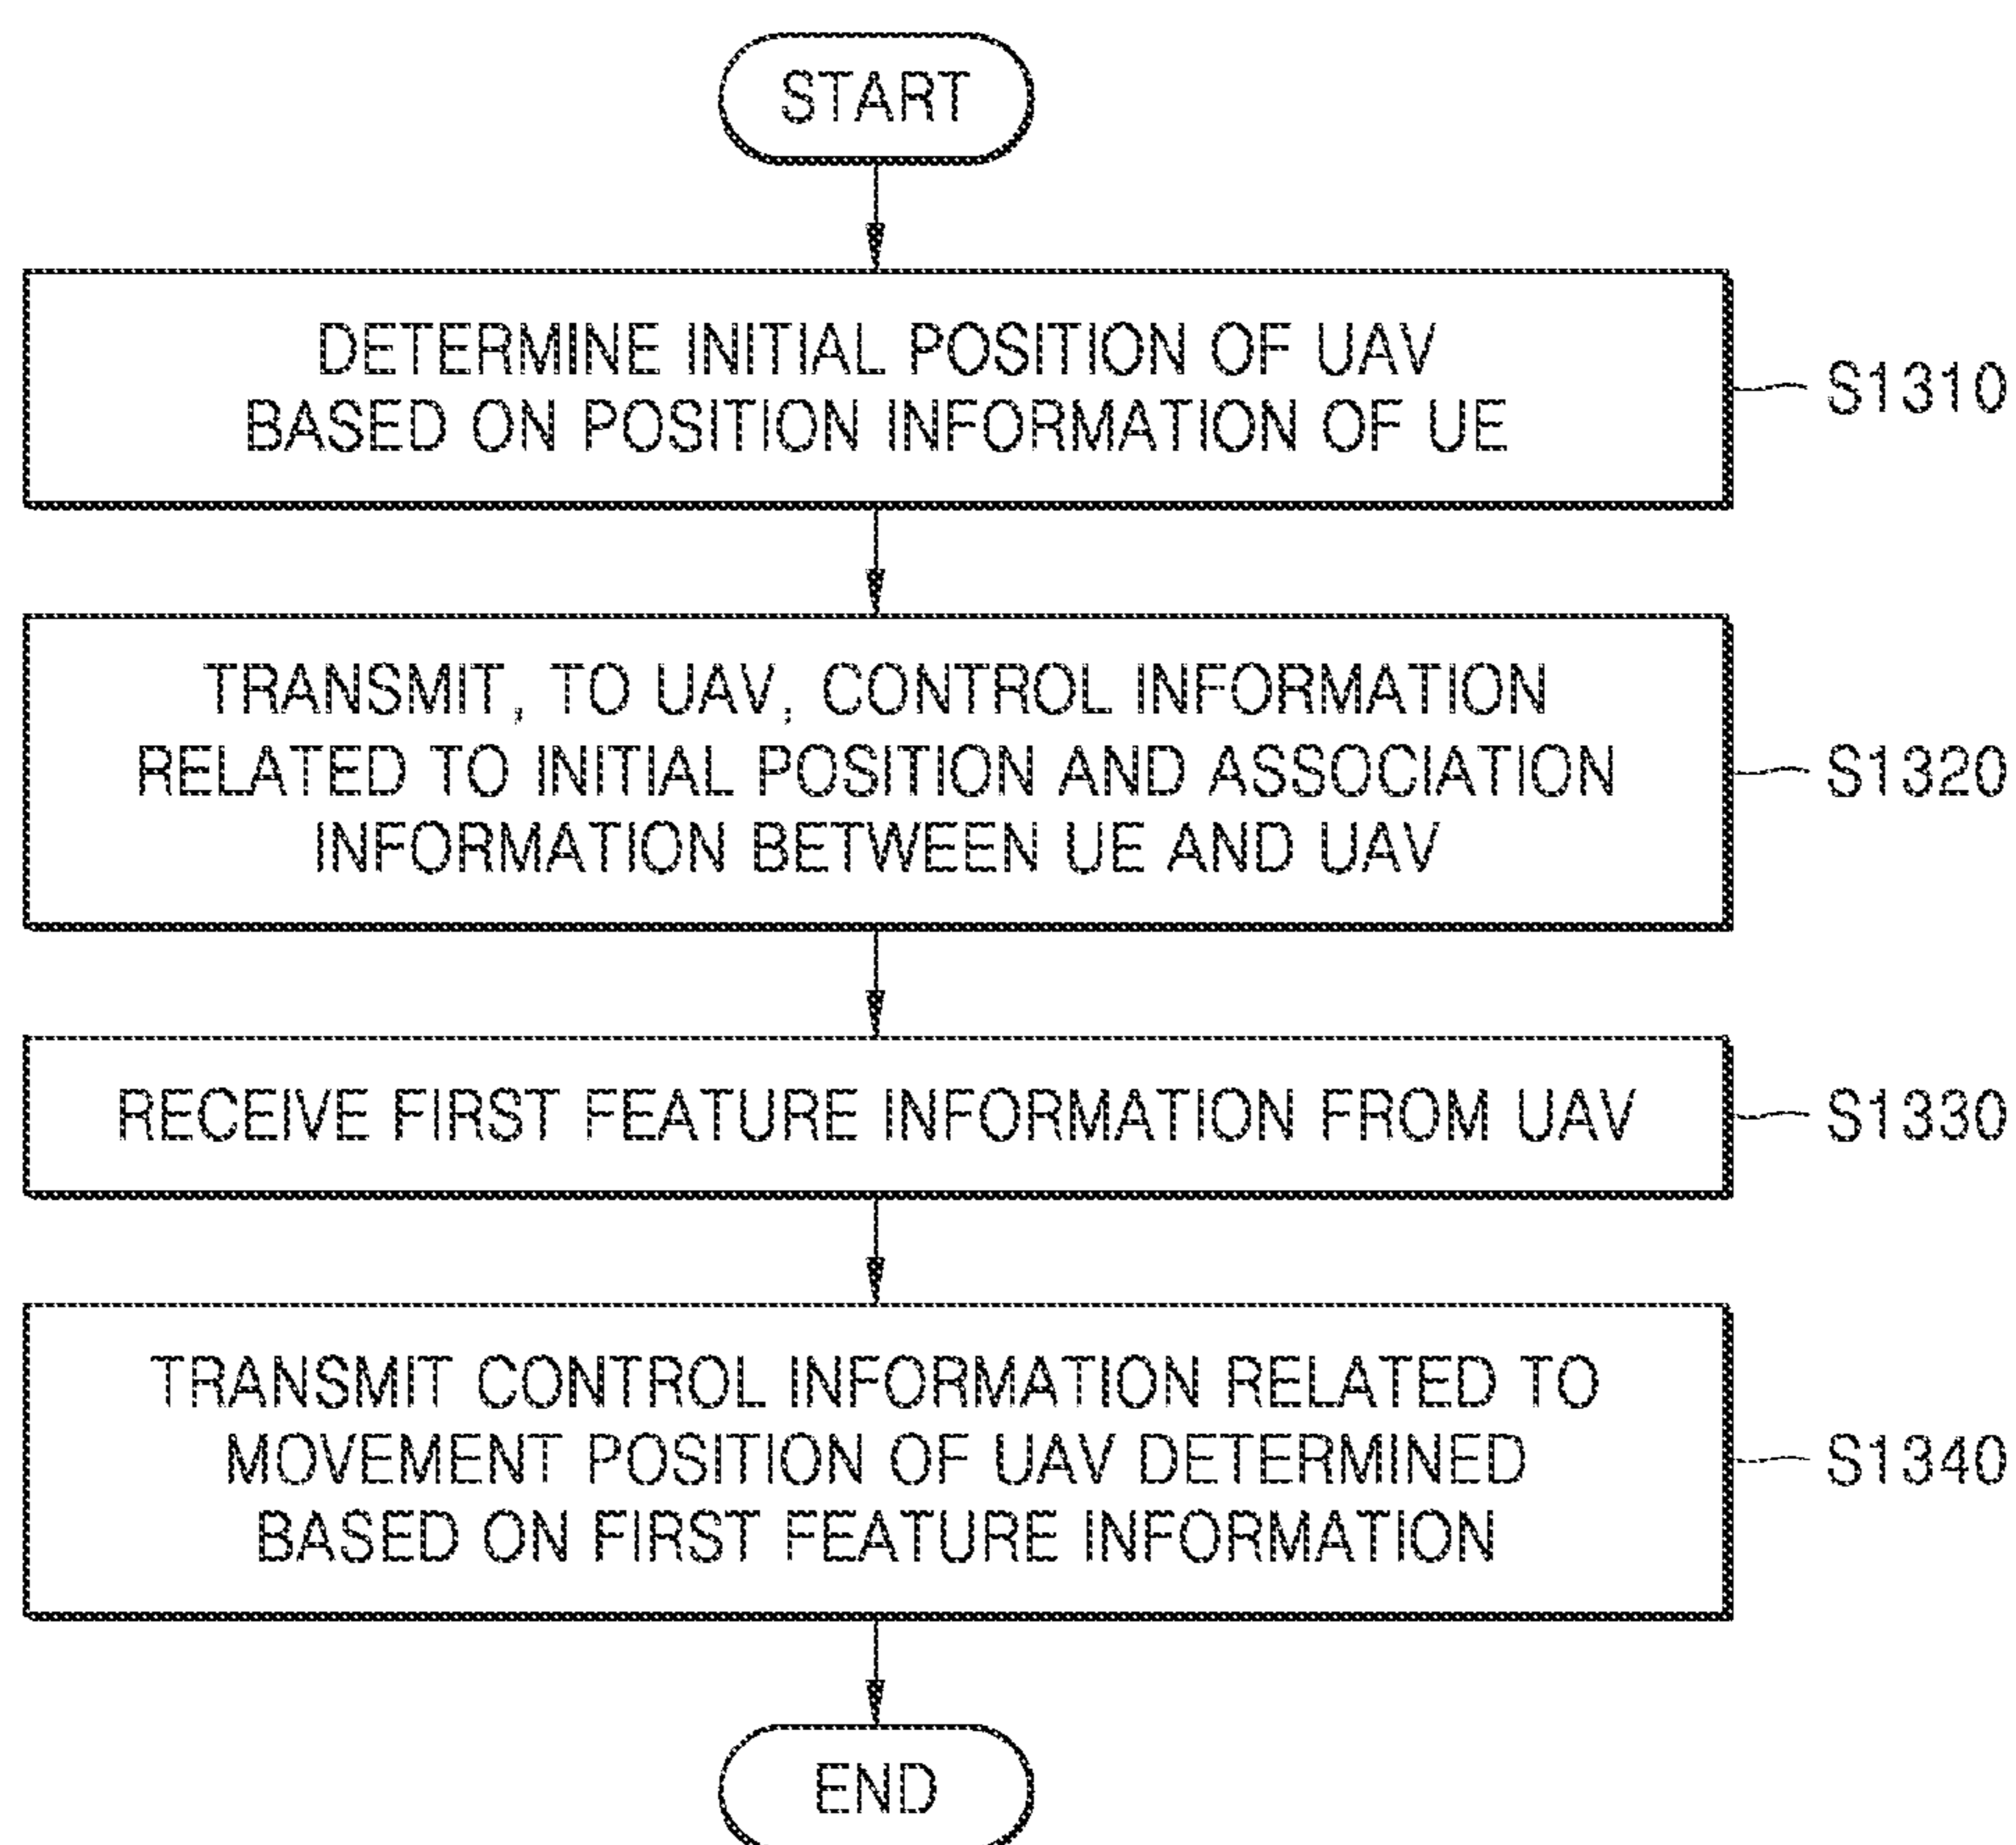 START
DETERMINE INITIAL POSITION OF UAV
BASED ON POSITION INFORMATION OF UE
S1310
TRANSMIT, TO UAV, CONTROL INFORMATION
RELATED TO INITIAL POSITION AND ASSOCIATION
INFORMATION BETWEEN UE AND UAV
S1320
RECEIVE FIRST FEATURE INFORMATION FROM UAV
S1330
TRANSMIT CONTROL INFORMATION RELATED TO
MOVEMENT POSITION OF UAV DETERMINED
BASED ON FIRST FEATURE INFORMATION
S1340
END